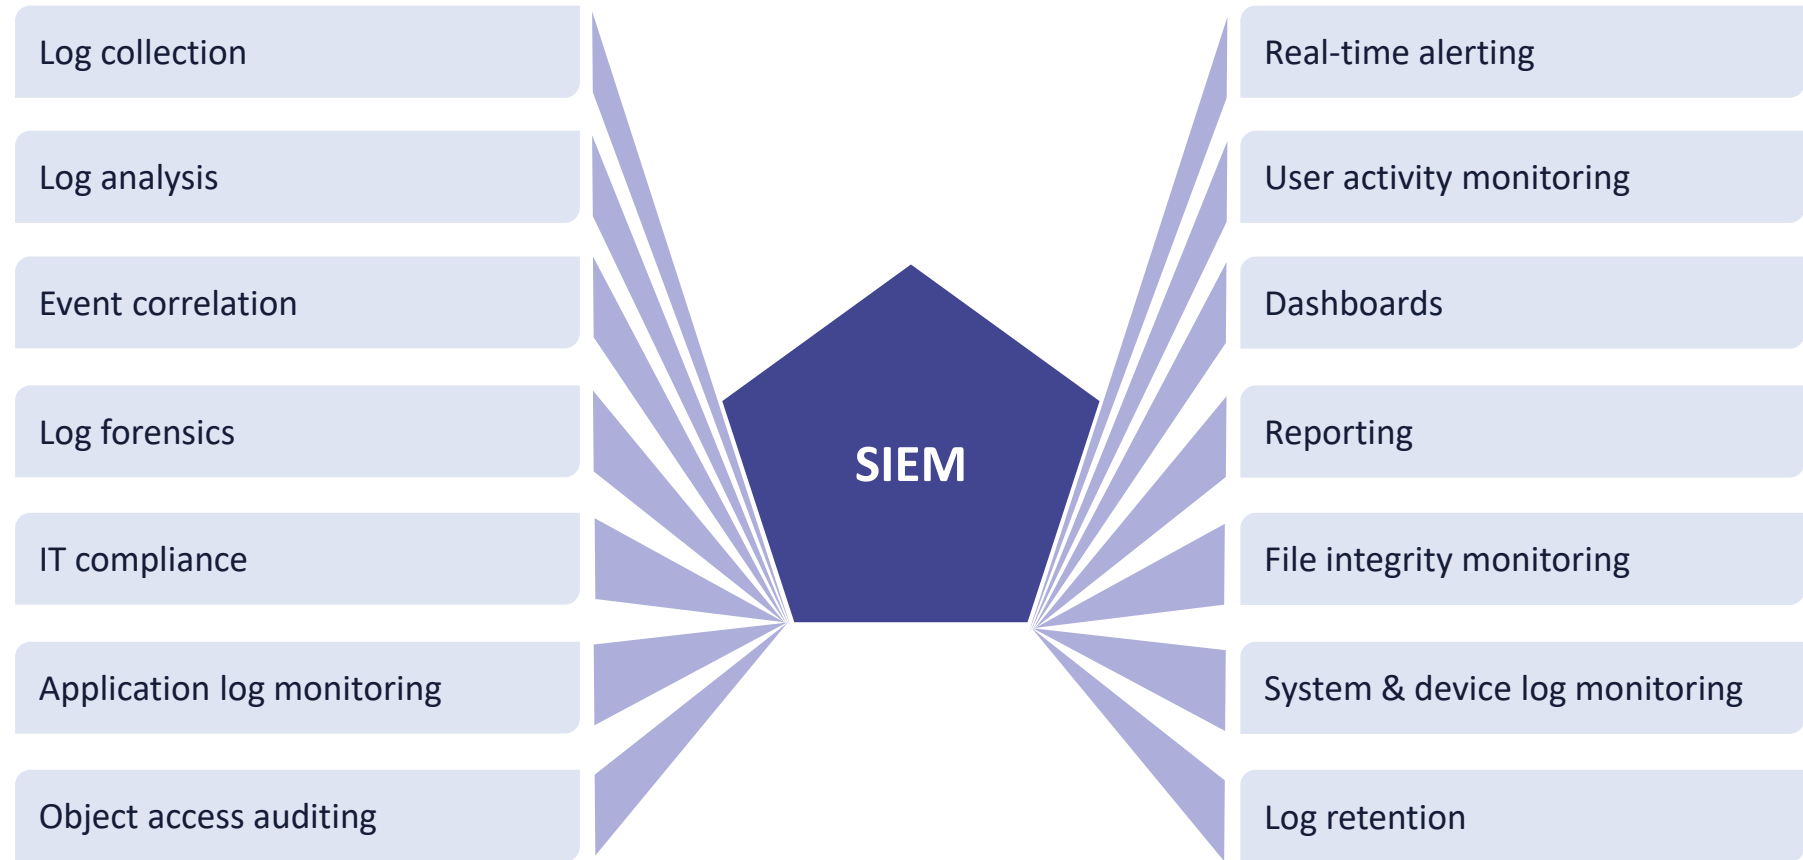 Log collection
Log analysis
Event correlation
Log forensics
IT compliance
Application log monitoring
Object access auditing
SIEM
Real-time alerting
User activity monitoring
Dashboards
Reporting
File integrity monitoring
System & device log monitoring
Log retention